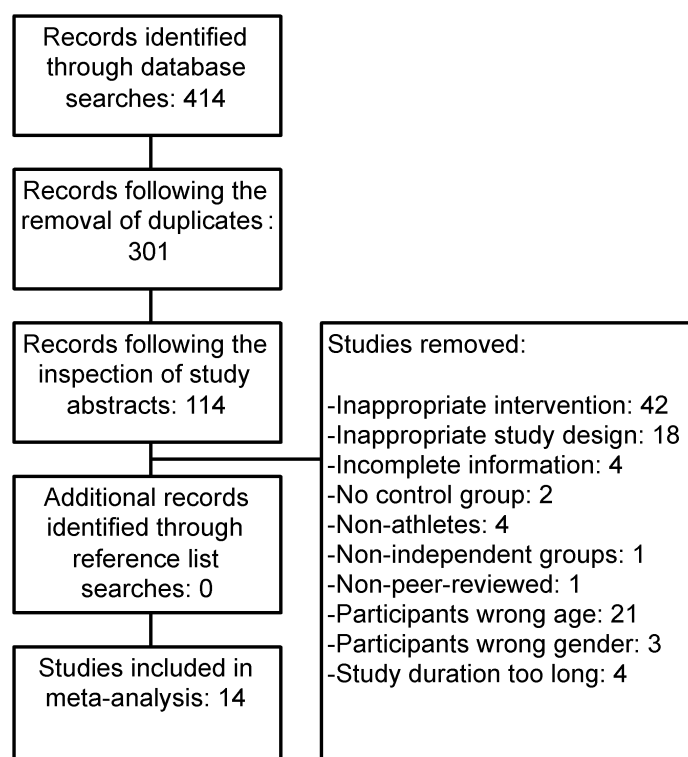 Records identified
through database
searches: 414
Records following the
removal of duplicates :
301
Records following the
inspection of study
abstracts: 114
Studies removed:
-Inappropriate intervention: 42
-Inappropriate study design: 18
-Incomplete information: 4
-No control group: 2
-Non-athletes: 4
-Non-independent groups: 1
-Non-peer-reviewed: 1
-Participants wrong age: 21
-Participants wrong gender: 3
-Study duration too long: 4
Additional records
identified through
reference list
searches: 0
Studies included in
meta-analysis: 14